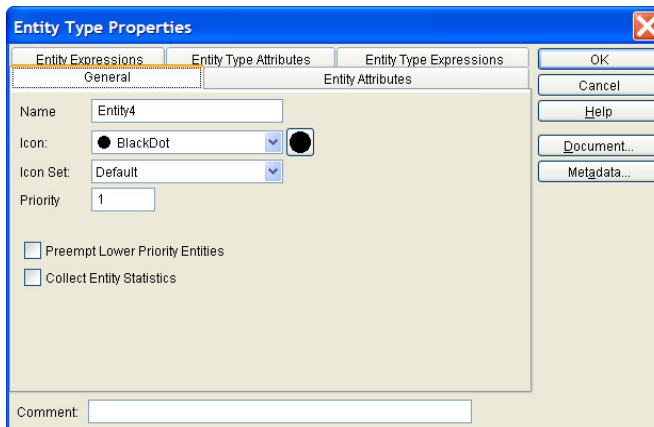 Entity Type Properties
Entity Expressions Entity Type Attributes Entity Type Expressions
General Entity Attributes
Name Entity4
Icon: BlackDot
Icon Set: Default
Priority 1
Preempt Lower Priority Entities
Collect Entity Statistics
Comment:
OK
Cancel
Help
Document...
Metadata...